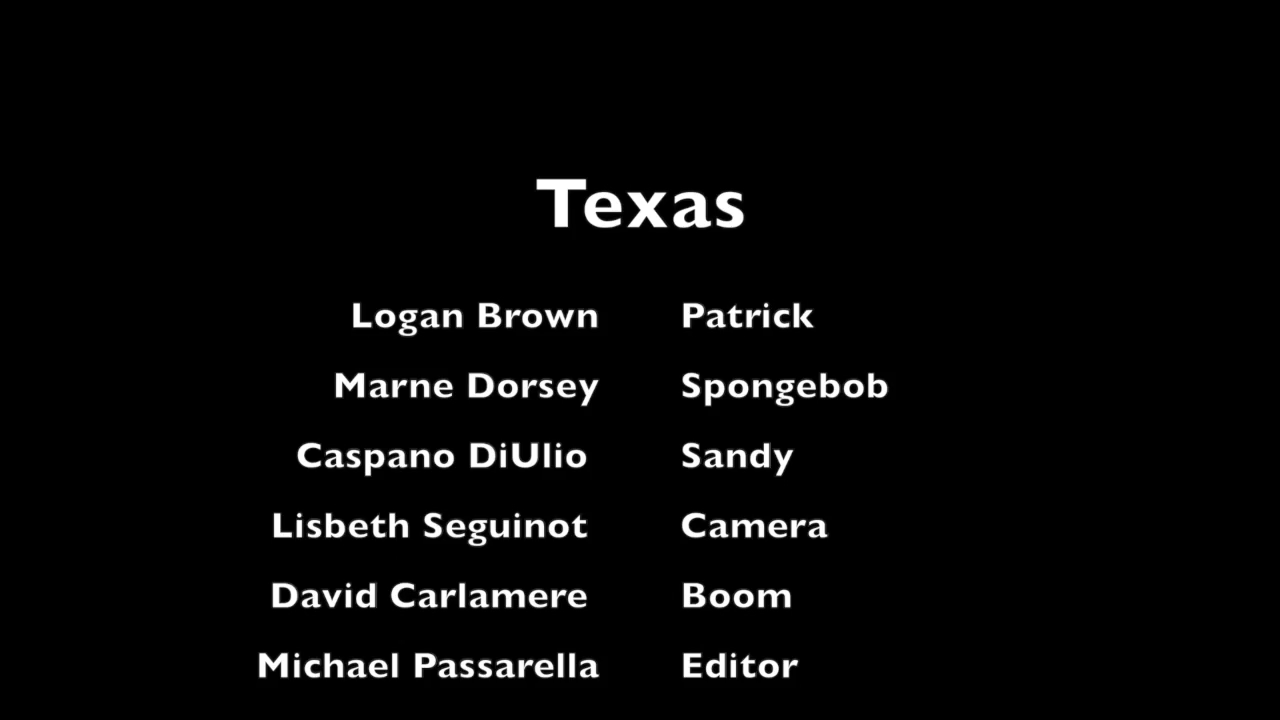 Texas
Logan Brown Patrick
Marne Dorsey Spongebob
Caspano DiUlio Sandy
Lisbeth Seguinot Camera
David Carlamere Boom
Michael Passarella Editor